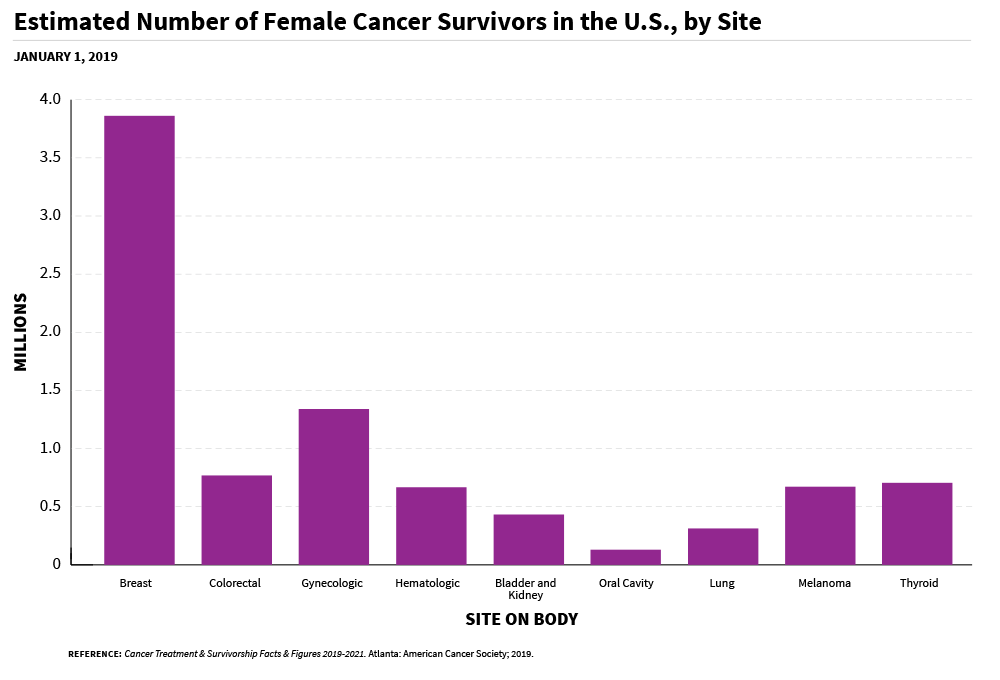 Estimated Number of Female Cancer Survivors in the U.S., by Site
JANUARY 1, 2019
4.0
3.5
3.0
2.5
2.0
1.5
1.0
0.5
0
MILLIONS
Breast
Colorectal
Gynecologic
Hematologic
Bladder and
Kidney
Oral Cavity
Lung
Melanoma
Thyroid
SITE ON BODY
REFERENCE: Cancer Treatment & Survivorship Facts & Figures 2019-2021. Atlanta: American Cancer Society; 2019.